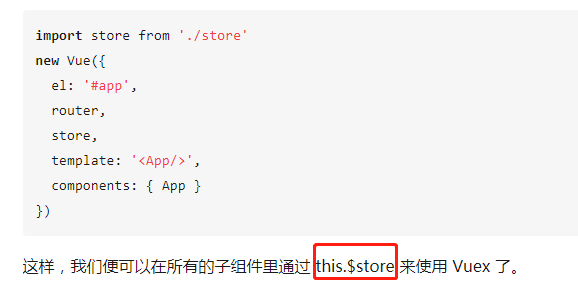 import store from './store'
new Vue({
  el: '#app',
  router,
  store,
  template: '<App/>',
  components: { App }
})
这样，我们便可以在所有的子组件里通过 this.$store 来使用 Vuex 了。